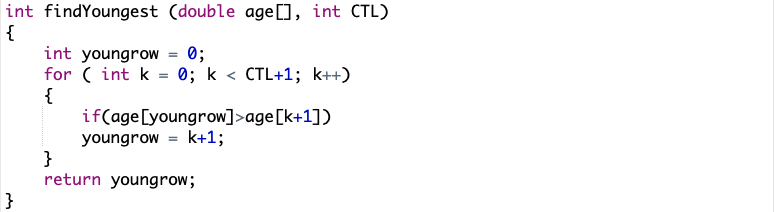 int findYoungest (double age[], int CTL)
{
int youngrow = 0;
for ( int k = 0; k < CTL+1; k++)
{
if(age[youngrow]>age[k+1])
youngrow = k+1;
}
return youngrow;
}